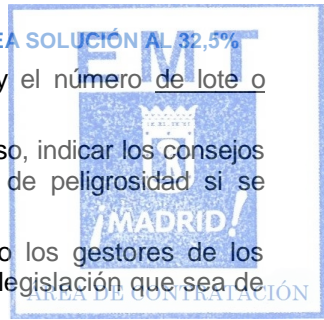 EA SOLUCIÓN AL 32,5%
EMT
y el número de lote o
so, indicar los consejos
de peligrosidad si se
¡MADRID!
o los gestores de los
legislación que sea de
ÁREA DE CONTRATACIÓN